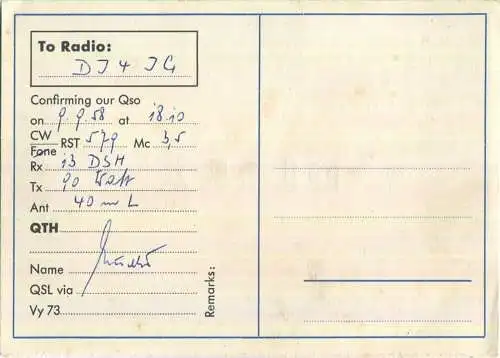 To Radio:
DJ4JG
Confirming our Qso
on 9.9.58 at 18.10
CW
Fone RST 579 Mc 3,5
Rx 13 DSH
Tx 90 Watt
Ant 40 m L
QTH
Name
QSL via
Vy 73
Remarks: